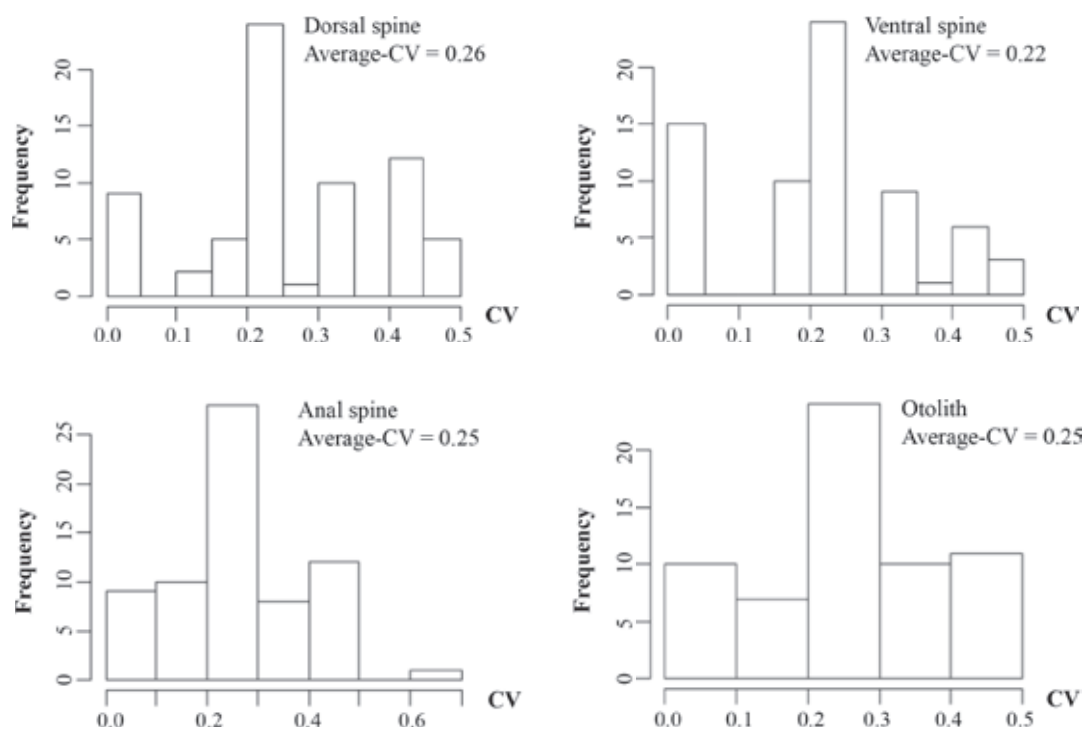 Dorsal spine
Average-CV = 0.26
Frequency
20
15
10
5
0
0.0 0.1 0.2 0.3 0.4 0.5
CV
Ventral spine
Average-CV = 0.22
Frequency
20
15
10
5
0
0.0 0.1 0.2 0.3 0.4 0.5
CV
Anal spine
Average-CV = 0.25
Frequency
25
20
15
10
5
0
0.0 0.2 0.4 0.6
CV
Otolith
Average-CV = 0.25
Frequency
20
15
10
5
0
0.0 0.1 0.2 0.3 0.4 0.5
CV